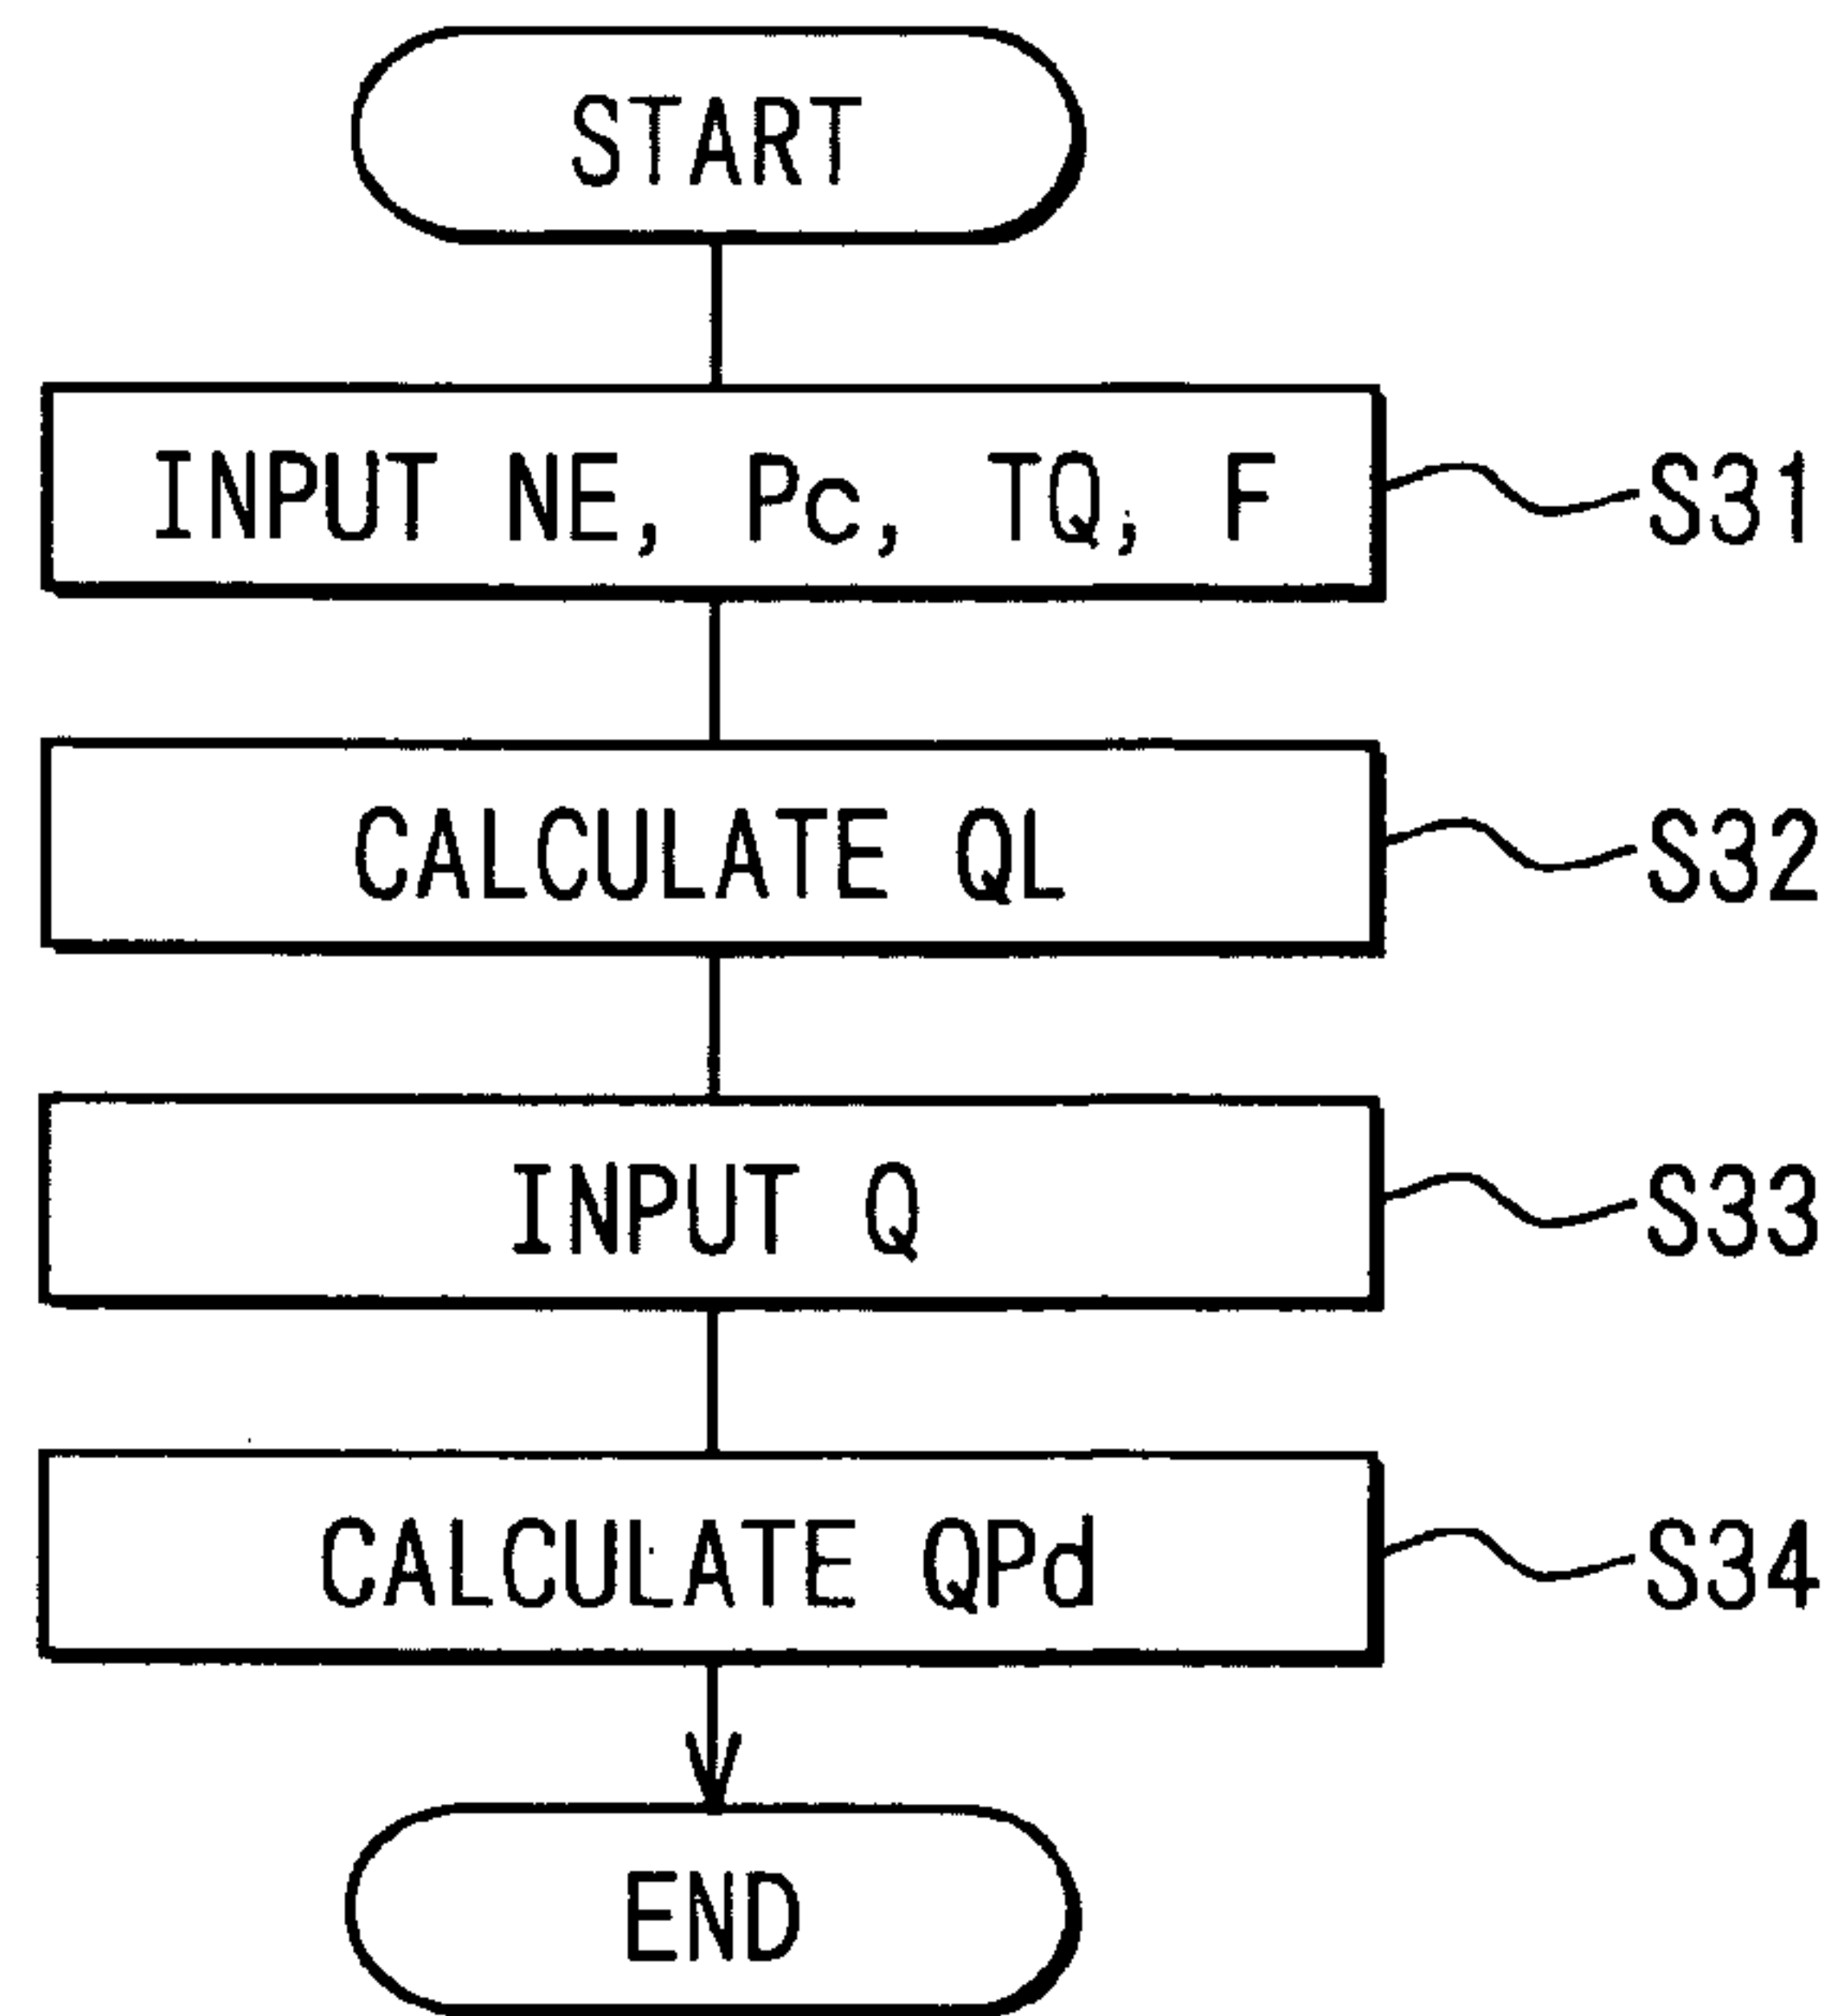 START
INPUT NE, Pc, TQ, F
S31
CALCULATE QL
S32
INPUT Q
S33
CALCULATE QPd
S34
END